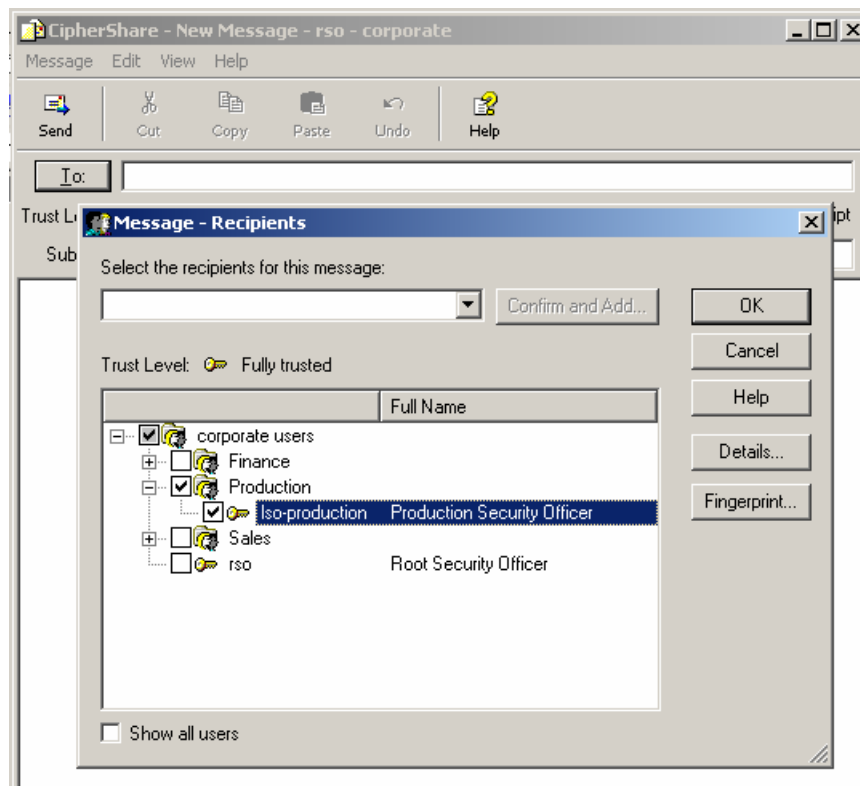 CipherShare - New Message - rso - corporate
Message Edit View Help
Send Cut Copy Paste Undo Help
To:
Trust L
ipt
Sub
Message - Recipients
Select the recipients for this message:
Confirm and Add...
OK
Cancel
Trust Level: Fully trusted
Help
Full Name
corporate users
Details...
Finance
Production
Fingerprint...
lso-production Production Security Officer
Sales
rso Root Security Officer
Show all users